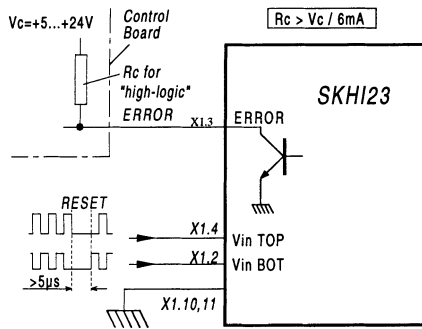 Vc=+5...+24V
Control
Board
Rc > Vc / 6mA
Rc for
"high-logic"
SKHI23
ERROR
X1.3
ERROR
RESET
X1.4
Vin TOP
X1.2
Vin BOT
>5µs
X1.10,11